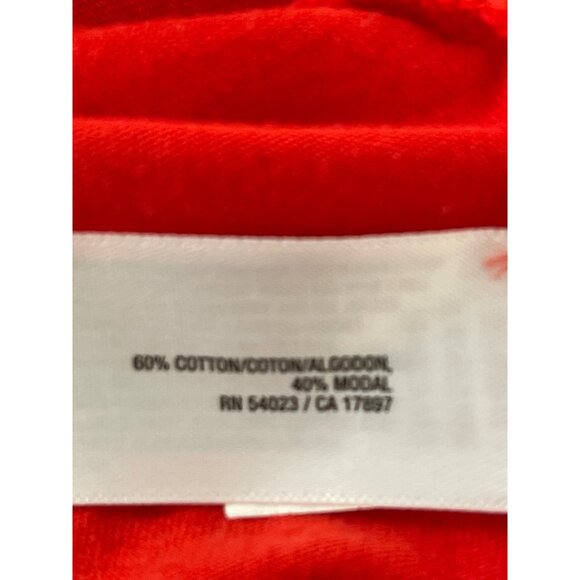 60% COTTON/COTON/ALGODON,
40% MODAL
RN 54023 / CA 17897